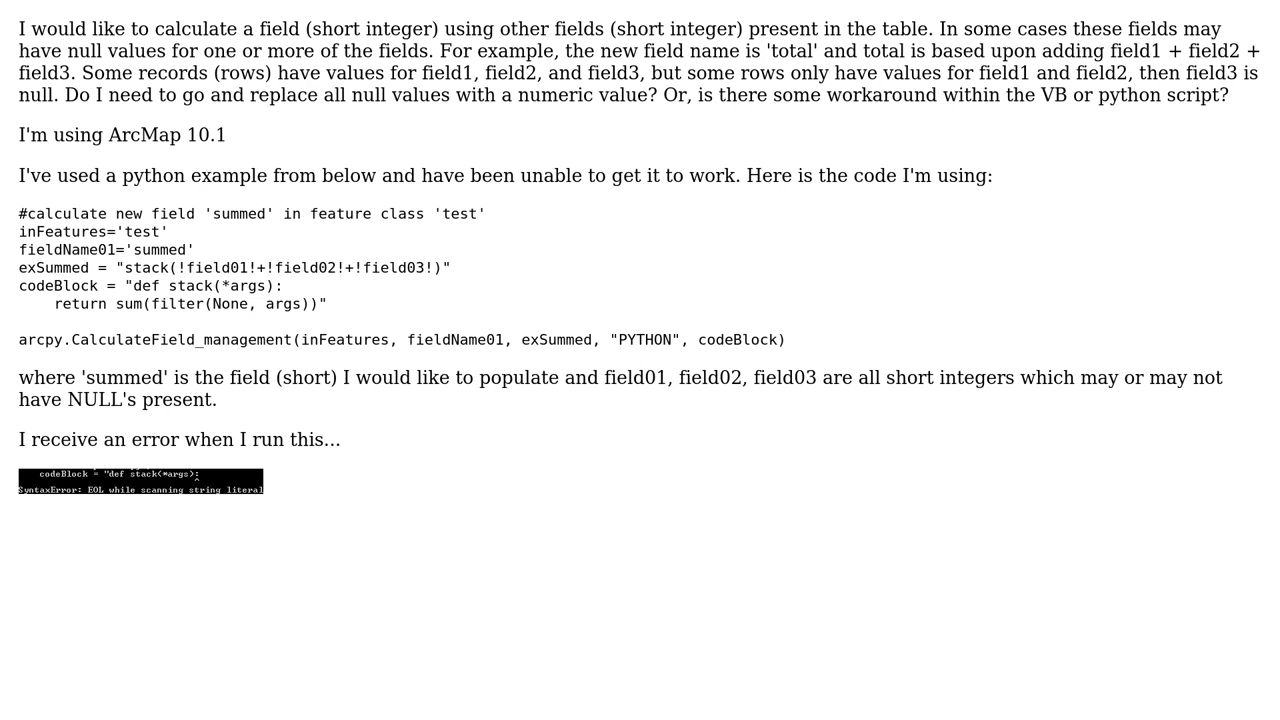 I would like to calculate a field (short integer) using other fields (short integer) present in the table. In some cases these fields may
have null values for one or more of the fields. For example, the new field name is 'total' and total is based upon adding field1 + field2 +
field3. Some records (rows) have values for field1, field2, and field3, but some rows only have values for field1 and field2, then field3 is
null. Do I need to go and replace all null values with a numeric value? Or, is there some workaround within the VB or python script?
I'm using ArcMap 10.1
I've used a python example from below and have been unable to get it to work. Here is the code I'm using:
#calculate new field 'summed' in feature class 'test'
inFeatures='test'
fieldName01='summed'
exSummed = "stack(!field01!+!field02!+!field03!)"
codeBlock = "def stack(*args):
    return sum(filter(None, args))"
arcpy.CalculateField_management(inFeatures, fieldName01, exSummed, "PYTHON", codeBlock)
where 'summed' is the field (short) I would like to populate and field01, field02, field03 are all short integers which may or may not
have NULL's present.
I receive an error when I run this...
codeBlock = "def stack(*args):
^
SyntaxError: EOL while scanning string literal